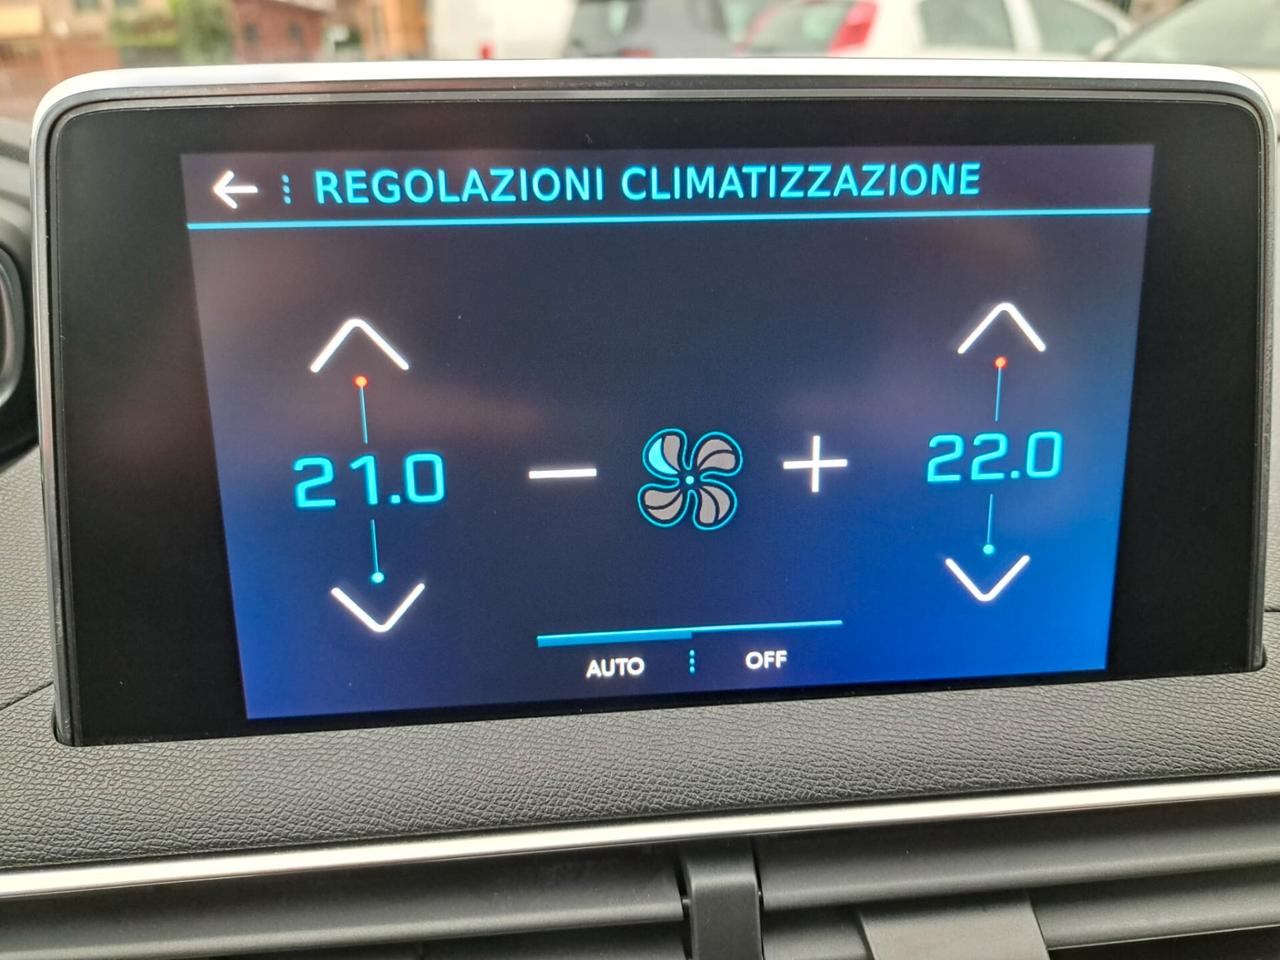 REGOLAZIONI CLIMATIZZAZIONE
21.0
22.0
AUTO OFF